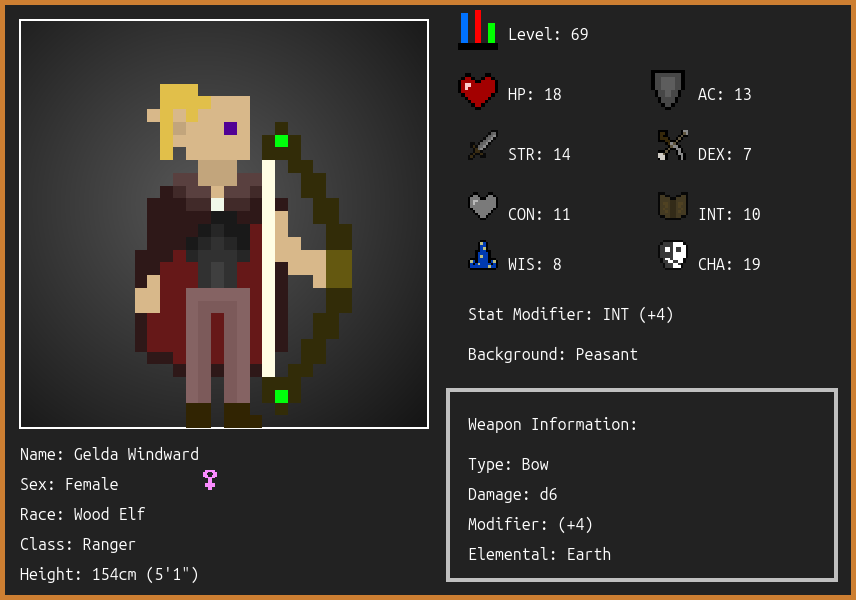 Level: 69
HP: 18
AC: 13
STR: 14
DEX: 7
CON: 11
INT: 10
WIS: 8
CHA: 19
Stat Modifier: INT (+4)
Background: Peasant
Weapon Information:
Type: Bow
Damage: d6
Modifier: (+4)
Elemental: Earth
Name: Gelda Windward
Sex: Female
Race: Wood Elf
Class: Ranger
Height: 154cm (5'1")